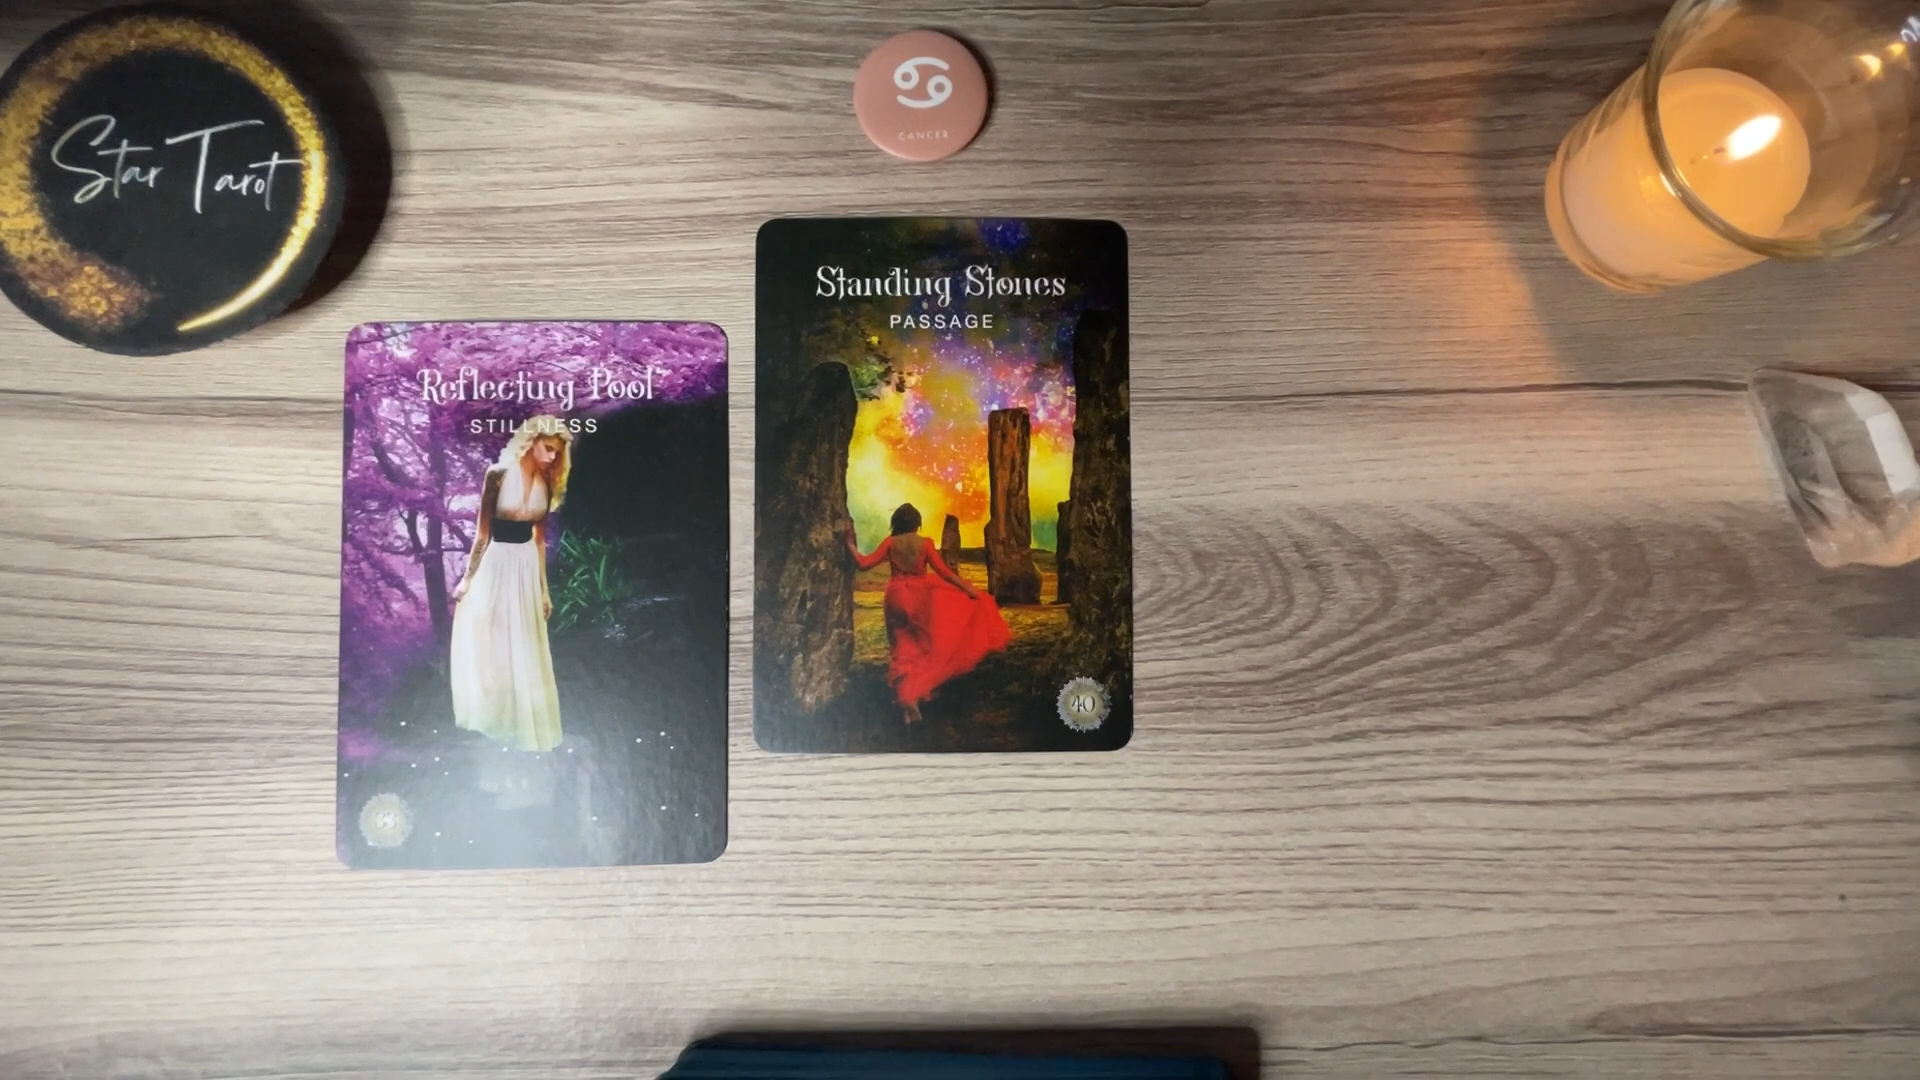 Star Tarot
CANCER
Reflecting Pool
STILLNESS
Standing Stones
PASSAGE
40